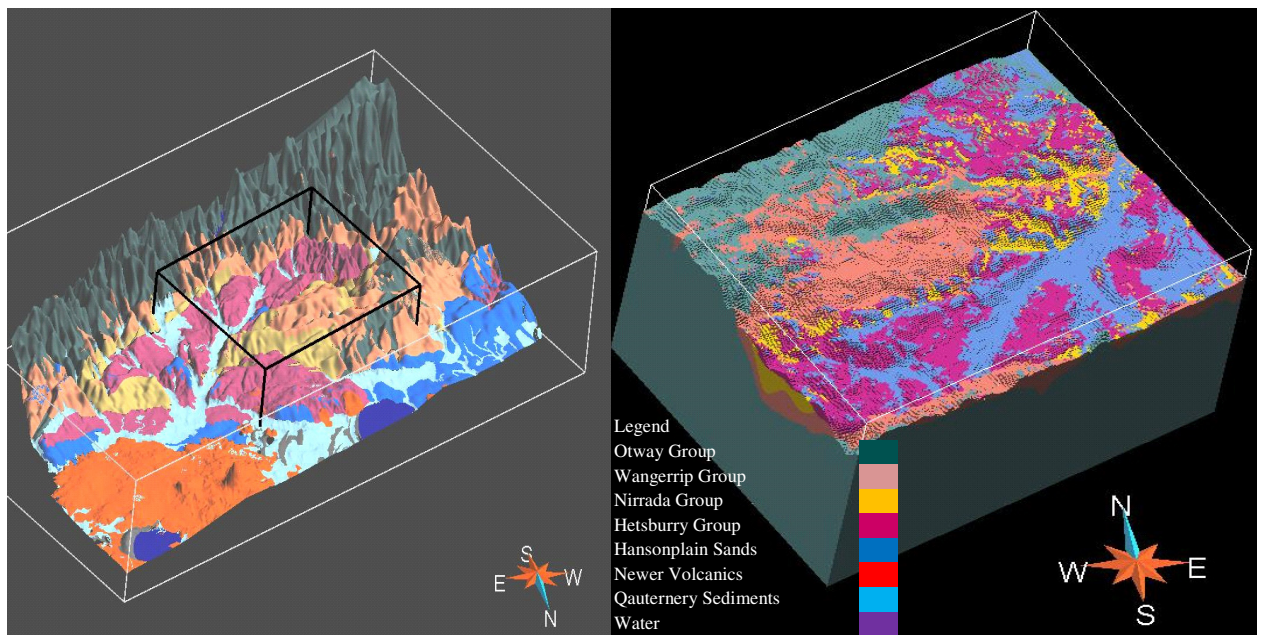 S
E W
N
Legend
Otway Group
Wangerrip Group
Nirrada Group
Hetsburry Group
Hansonplain Sands
Newer Volcanics
Qauternery Sediments
Water
N
W E
S